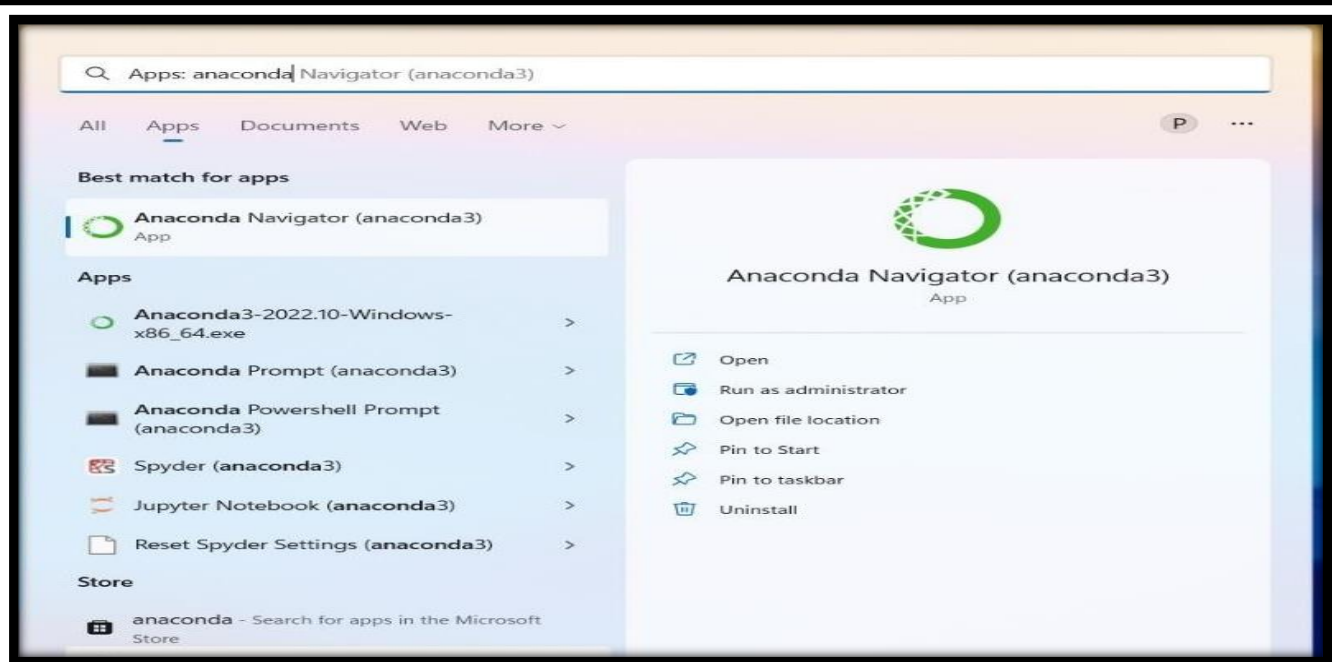 Apps: anaconda Navigator (anaconda3)
All Apps Documents Web More
P ...
Best match for apps
Anaconda Navigator (anaconda3)
App
Apps
Anaconda3-2022.10-Windows-
x86_64.exe
Anaconda Prompt (anaconda3)
Anaconda Powershell Prompt
(anaconda3)
Spyder (anaconda3)
Jupyter Notebook (anaconda3)
Reset Spyder Settings (anaconda3)
Store
anaconda - Search for apps in the Microsoft
Store
Anaconda Navigator (anaconda3)
App
Open
Run as administrator
Open file location
Pin to Start
Pin to taskbar
Uninstall